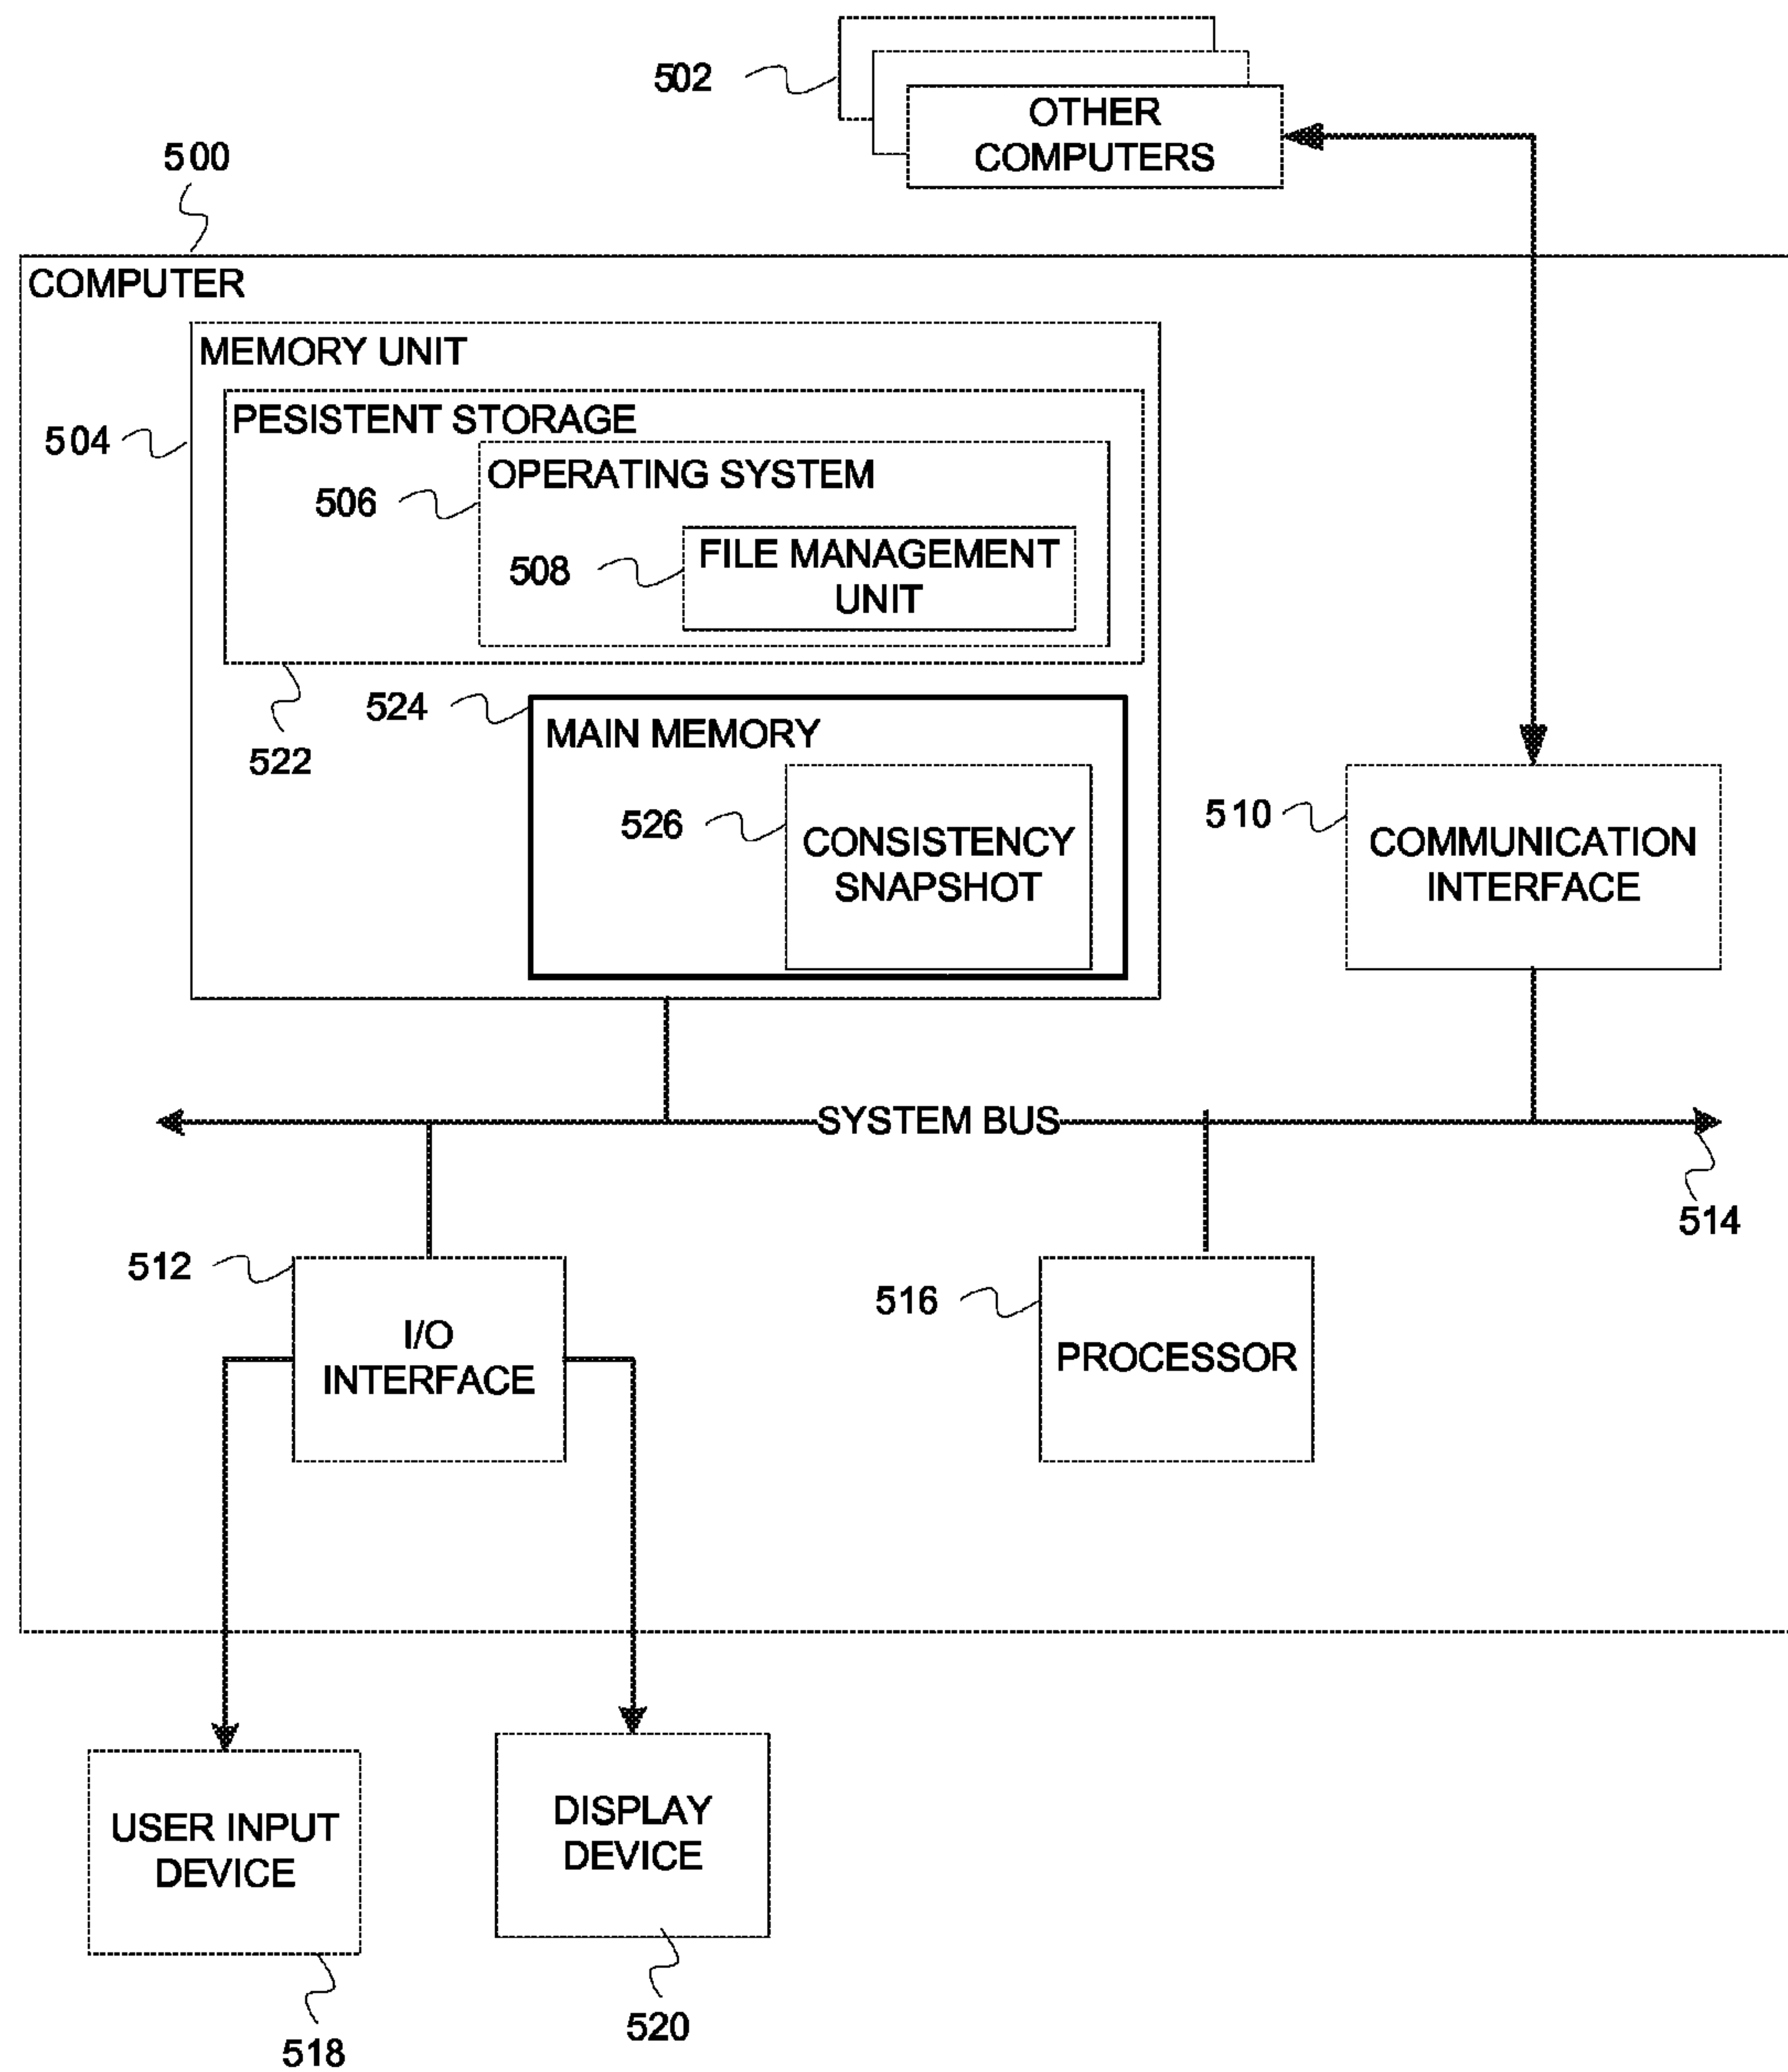 502
OTHER
COMPUTERS
500
COMPUTER
MEMORY UNIT
PESISTENT STORAGE
504
OPERATING SYSTEM
506
FILE MANAGEMENT
UNIT
508
524
522
MAIN MEMORY
526
CONSISTENCY
SNAPSHOT
510
COMMUNICATION
INTERFACE
SYSTEM BUS
514
512
I/O
INTERFACE
516
PROCESSOR
USER INPUT
DEVICE
DISPLAY
DEVICE
518
520